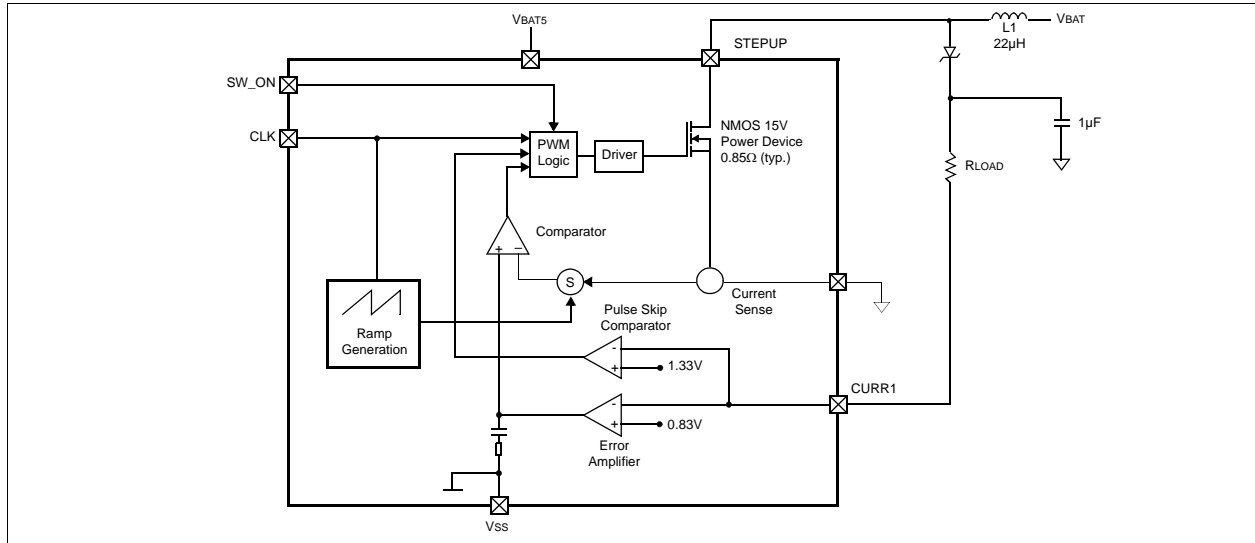 VBAT5
STEPUP
L1
22µH
VBAT
SW_ON
CLK
PWM
Logic
Driver
NMOS 15V
Power Device
0.85Ω (typ.)
1µF
RLOAD
Comparator
+ −
S
Current
Sense
Ramp
Generation
Pulse Skip
Comparator
-
+
1.33V
CURR1
-
+
0.83V
Error
Amplifier
VSS